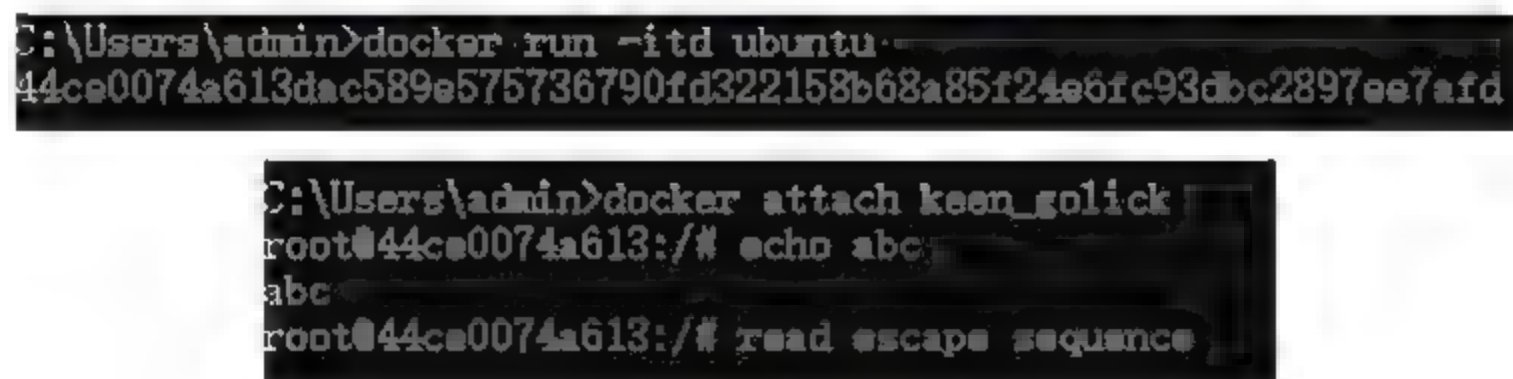 C:\Users\admin>docker run -itd ubuntu
44ce0074a613dac589e575736790fd322158b68a85f24e6fc93dbc2897ee7afd
C:\Users\admin>docker attach keen_golick
root@44ce0074a613:/# echo abc
abc
root@44ce0074a613:/# read escape sequence